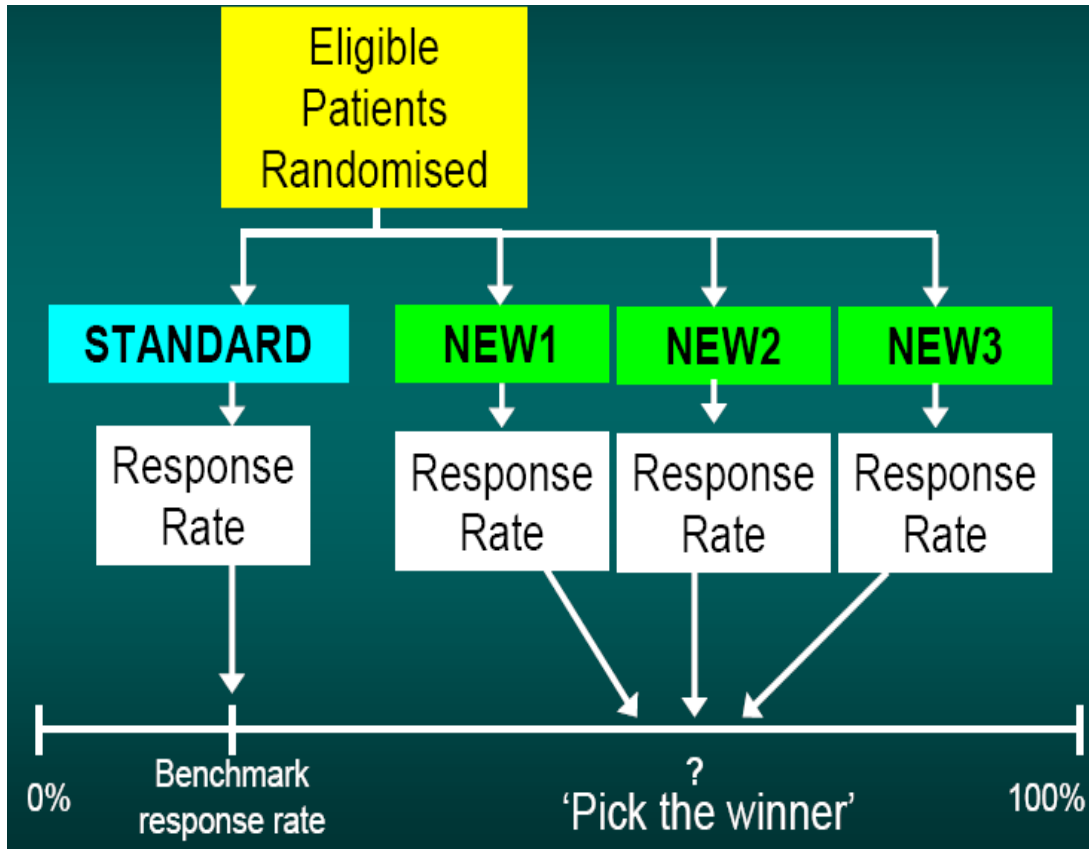 Eligible
Patients
Randomised
STANDARD
NEW1
NEW2
NEW3
Response
Rate
Response
Rate
Response
Rate
Response
Rate
0%
Benchmark
response rate
?
‘Pick the winner’
100%